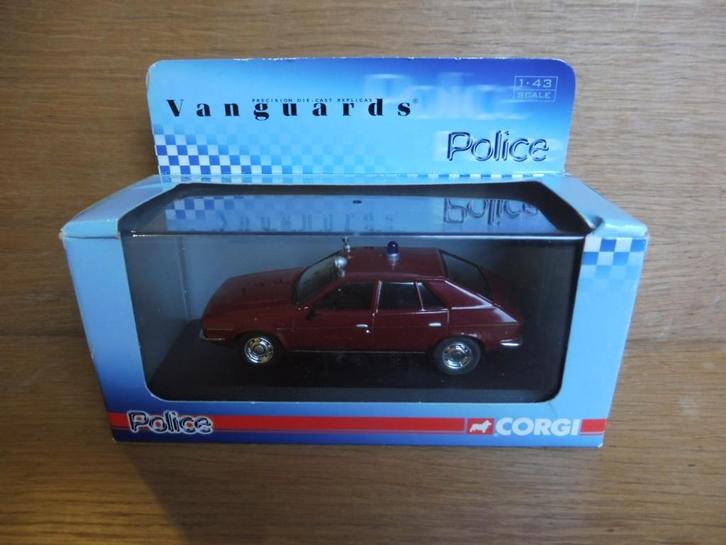 PRECISION DIE-CAST REPLICAS
Vanguards®
1:43
SCALE
Police
Police
CORGI